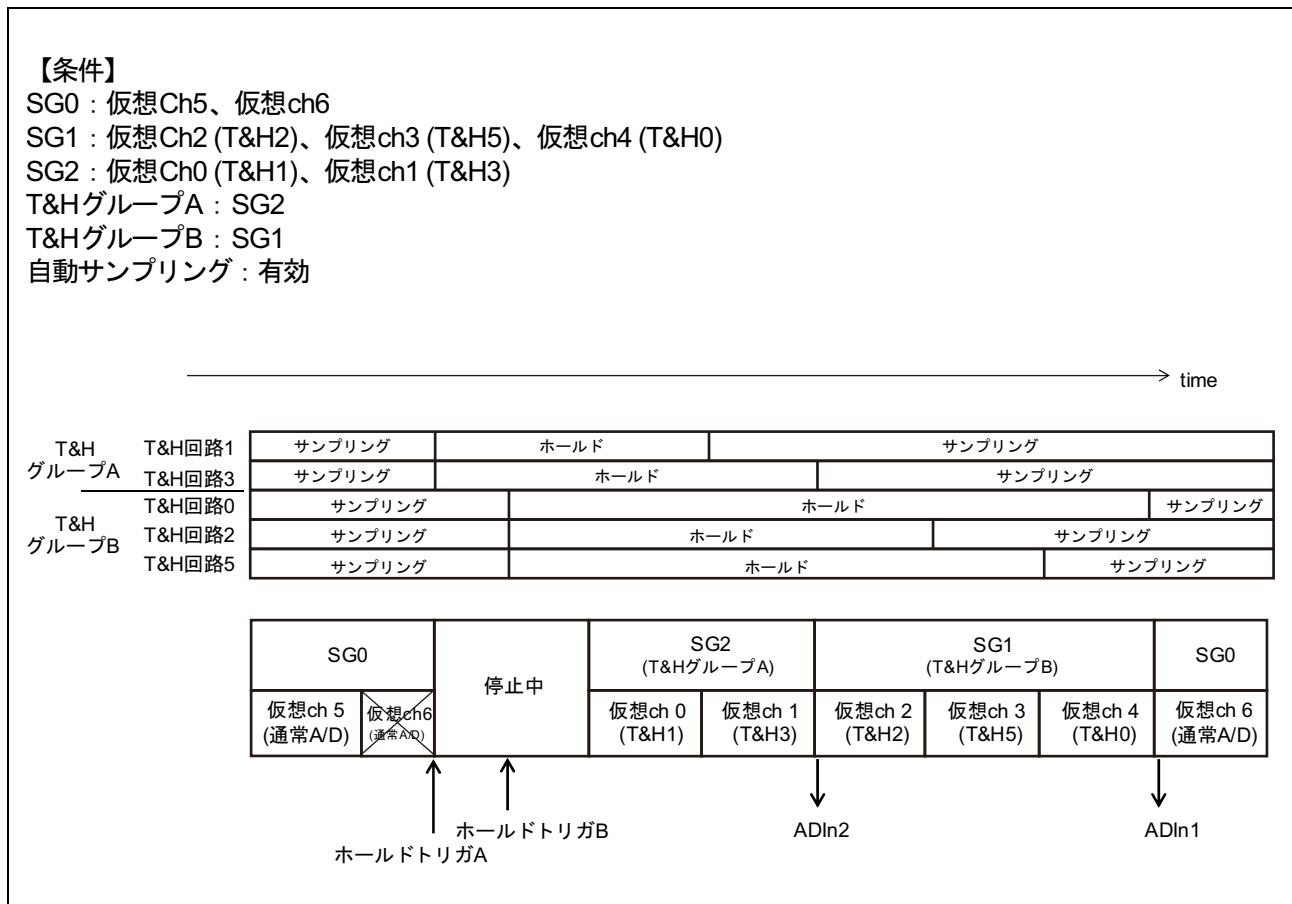 【条件】
SG0：仮想Ch5、仮想ch6
SG1：仮想Ch2 (T&H2)、仮想ch3 (T&H5)、仮想ch4 (T&H0)
SG2：仮想Ch0 (T&H1)、仮想ch1 (T&H3)
T&HグループA：SG2
T&HグループB：SG1
自動サンプリング：有効
time
T&H
グループA
T&H回路1 サンプリング ホールド サンプリング
T&H回路3 サンプリング ホールド サンプリング
T&H
グループB
T&H回路0 サンプリング ホールド サンプリング
T&H回路2 サンプリング ホールド サンプリング
T&H回路5 サンプリング ホールド サンプリング
SG0
停止中
SG2
(T&HグループA)
SG1
(T&HグループB)
SG0
仮想ch 5
(通常A/D)
仮想ch6
(通常A/D)
仮想ch 0
(T&H1)
仮想ch 1
(T&H3)
仮想ch 2
(T&H2)
仮想ch 3
(T&H5)
仮想ch 4
(T&H0)
仮想ch 6
(通常A/D)
ホールドトリガB
ADIn2
ADIn1
ホールドトリガA